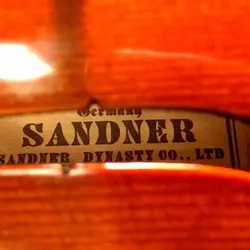 Germany
SANDNER
SANDNER DYNASTY CO., LTD